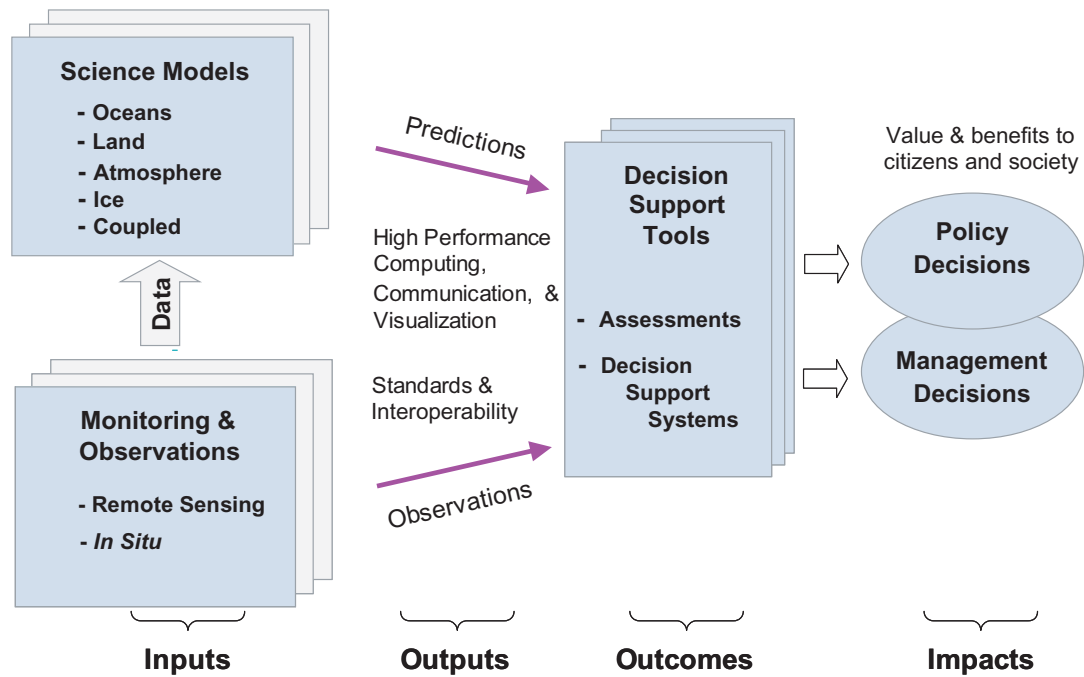 Science Models
- Oceans
- Land
- Atmosphere
- Ice
- Coupled
Data
Monitoring &
Observations
- Remote Sensing
- In Situ
Predictions
High Performance
Computing,
Communication, &
Visualization
Standards &
Interoperability
Observations
Decision
Support
Tools
- Assessments
- Decision
Support
Systems
Value & benefits to
citizens and society
Policy
Decisions
Management
Decisions
Inputs
Outputs
Outcomes
Impacts